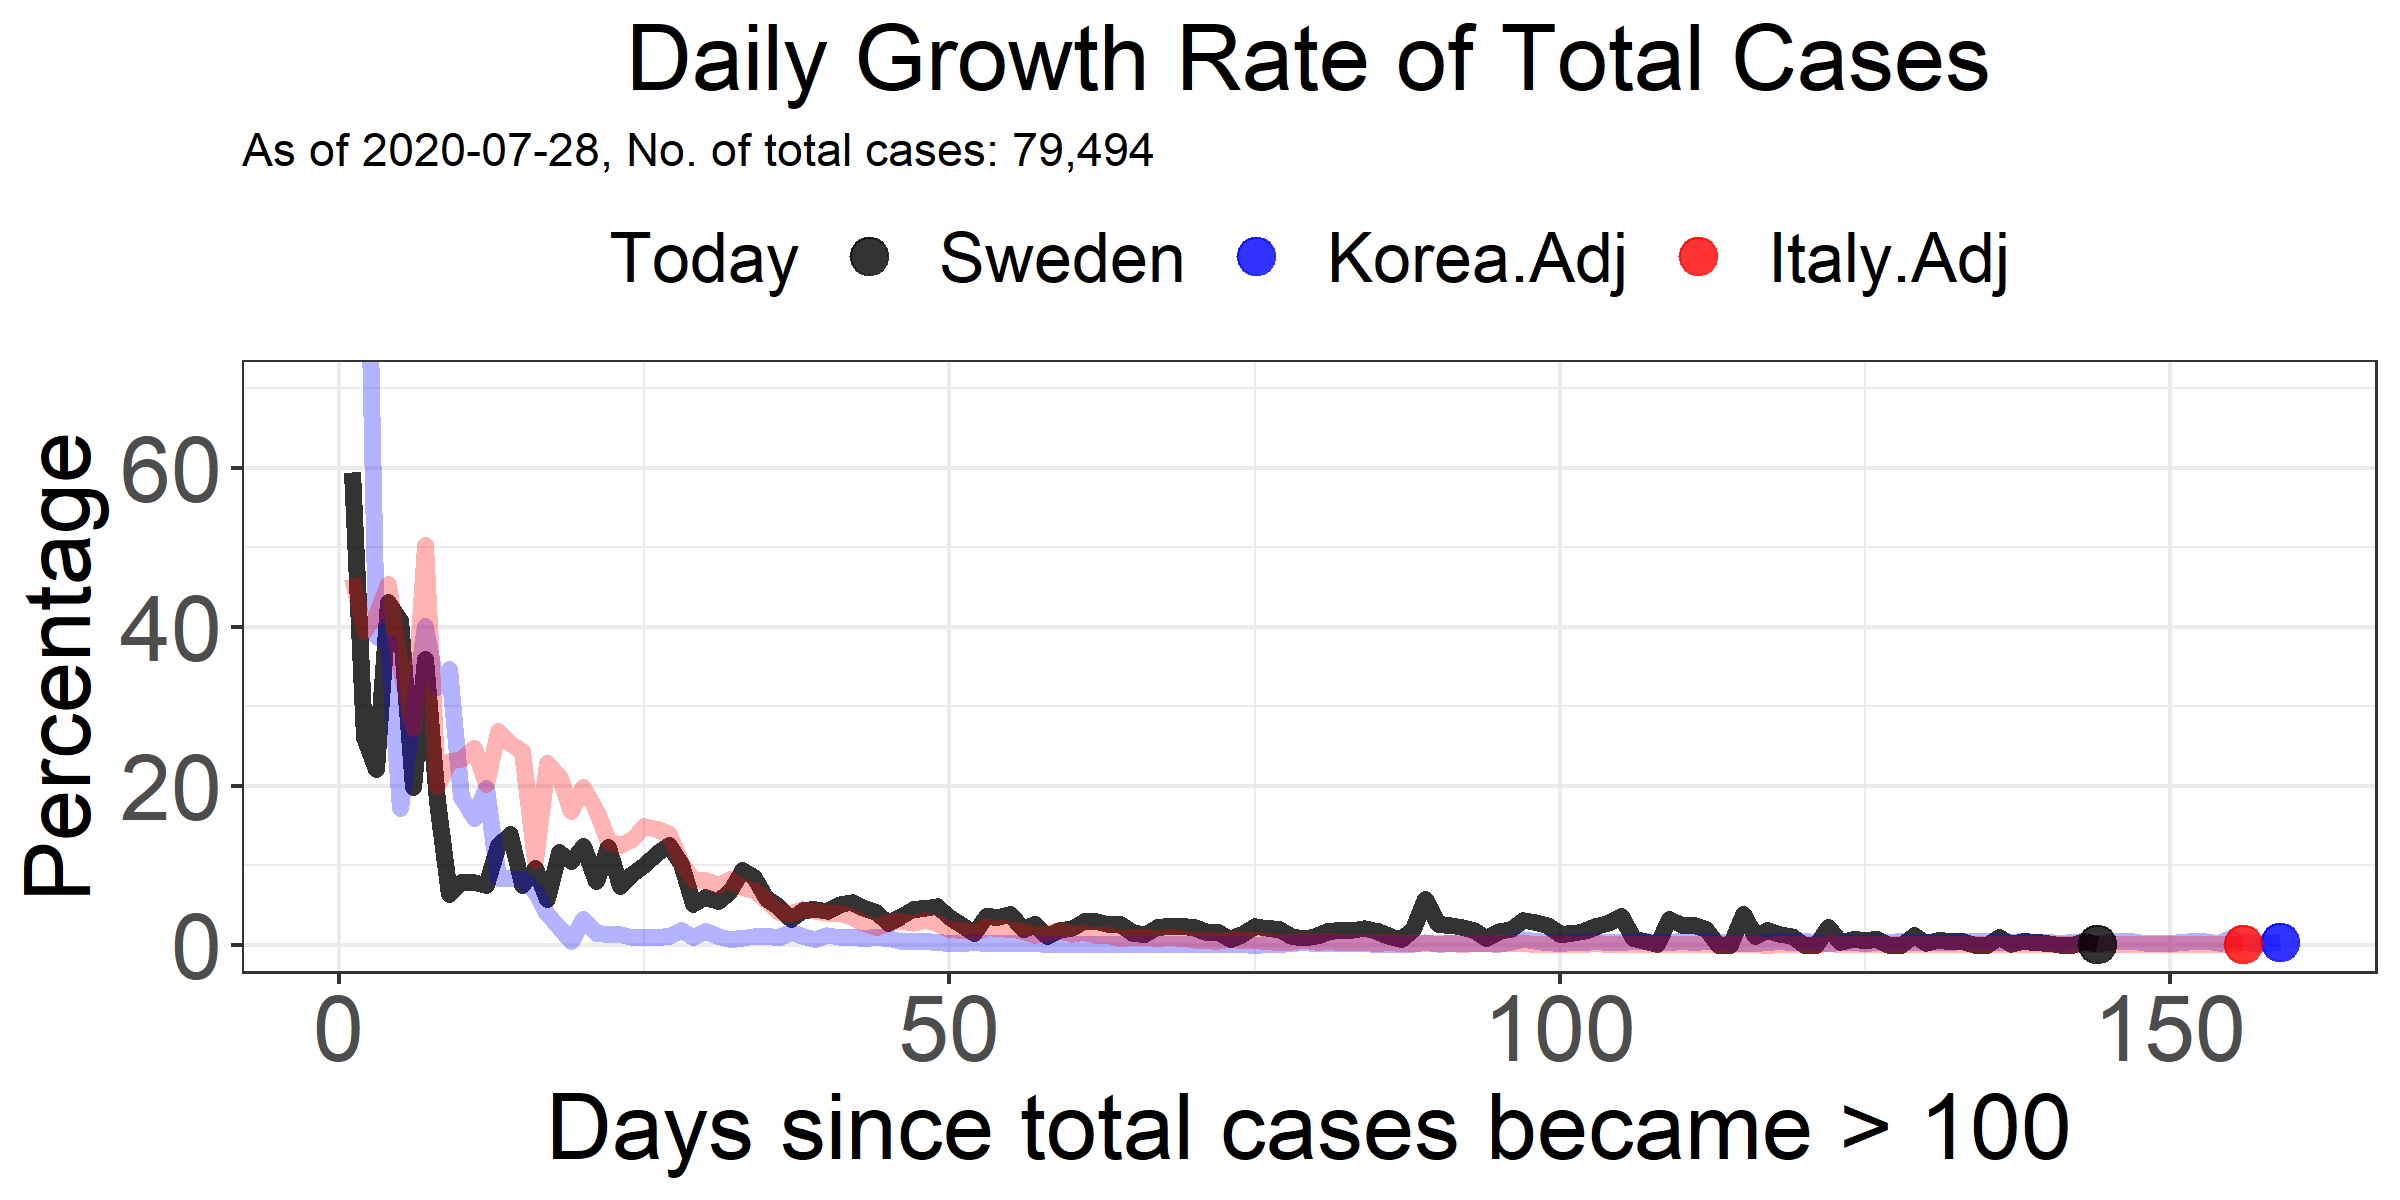 Daily Growth Rate of Total Cases
As of 2020-07-28, No. of total cases: 79,494
Today Sweden Korea.Adj Italy.Adj
Percentage
60
40
20
0
0 50 100 150
Days since total cases became > 100